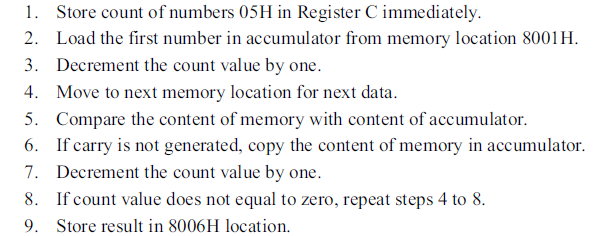 1. Store count of numbers 05H in Register C immediately.
2. Load the first number in accumulator from memory location 8001H.
3. Decrement the count value by one.
4. Move to next memory location for next data.
5. Compare the content of memory with content of accumulator.
6. If carry is not generated, copy the content of memory in accumulator.
7. Decrement the count value by one.
8. If count value does not equal to zero, repeat steps 4 to 8.
9. Store result in 8006H location.